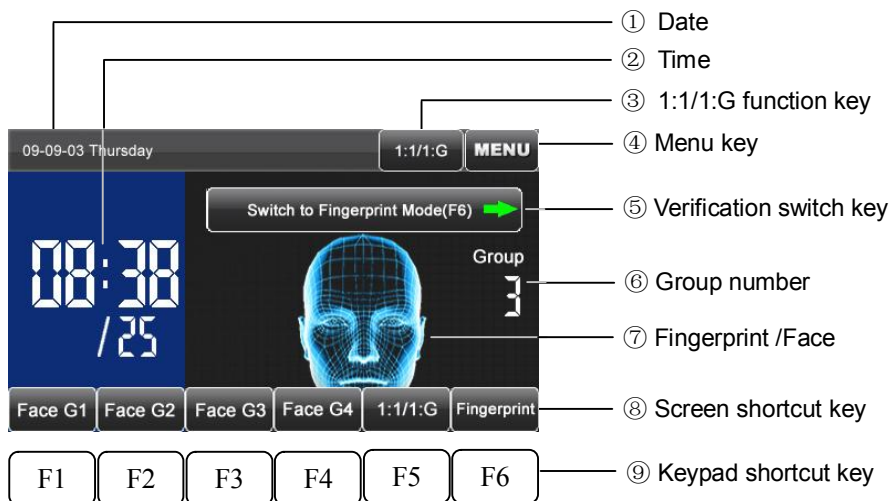 ① Date
② Time
③ 1:1/1:G function key
④ Menu key
09-09-03 Thursday 1:1/1:G MENU
Switch to Fingerprint Mode(F6)
⑤ Verification switch key
08:38
/25
Group
3
⑥ Group number
⑦ Fingerprint /Face
Face G1 Face G2 Face G3 Face G4 1:1/1:G Fingerprint
⑧ Screen shortcut key
F1 F2 F3 F4 F5 F6
⑨ Keypad shortcut key